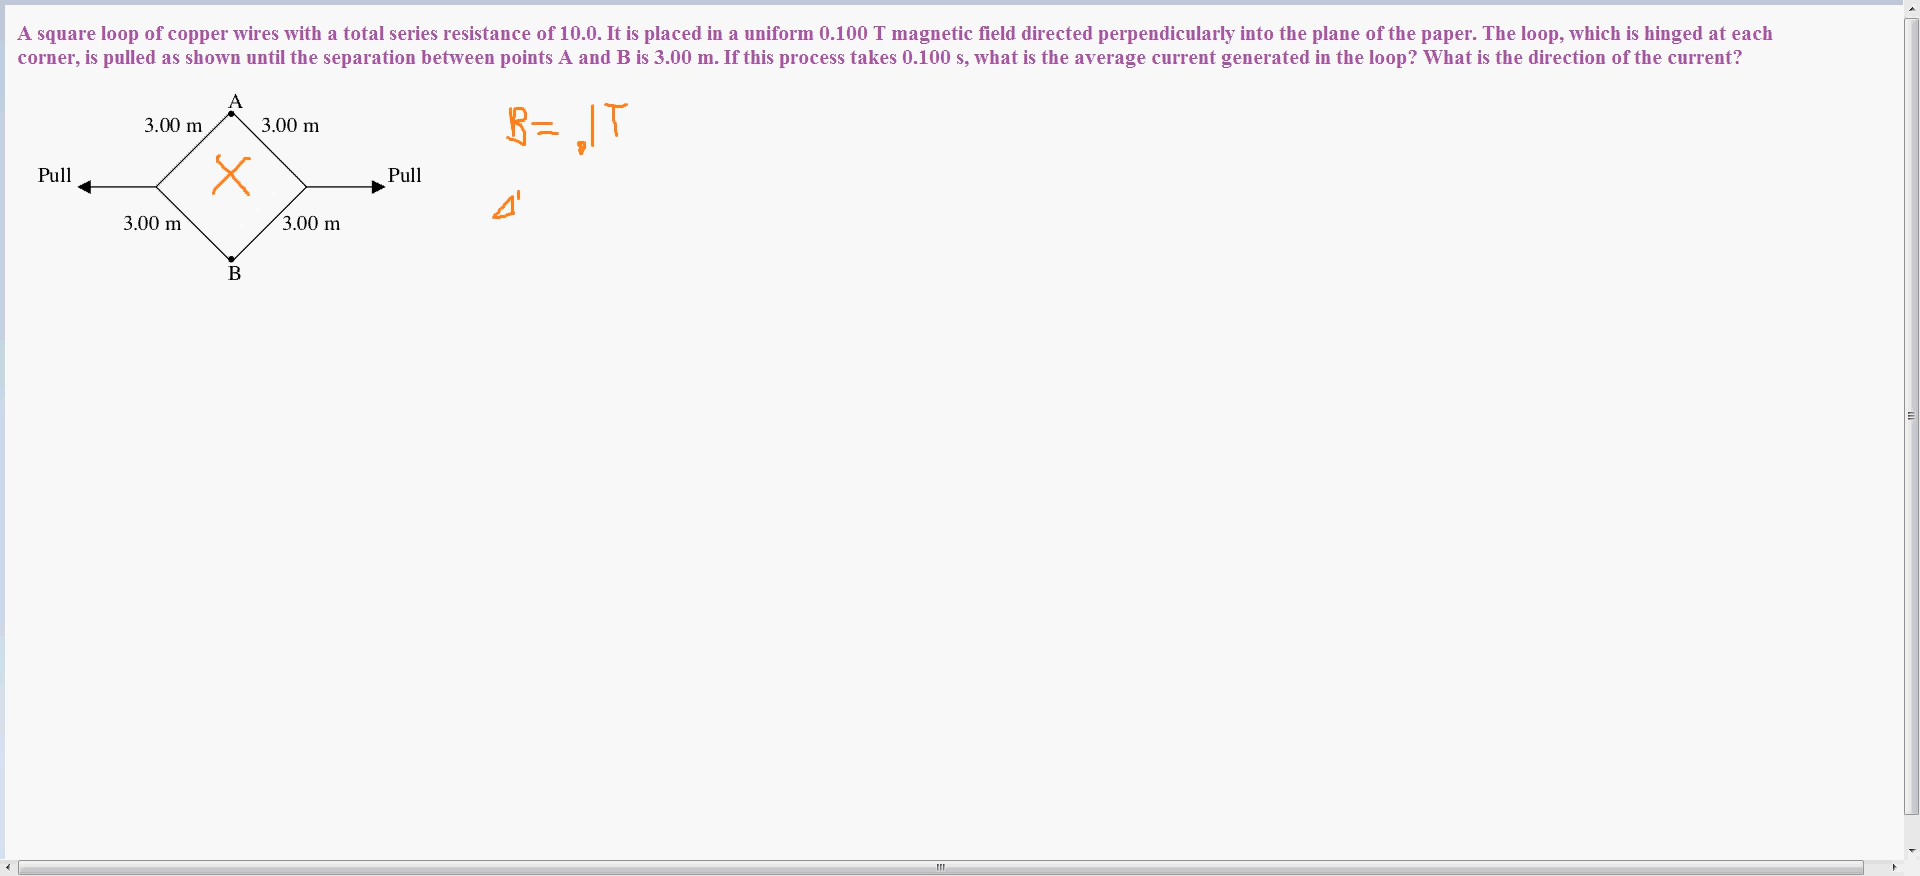 A square loop of copper wires with a total series resistance of 10.0. It is placed in a uniform 0.100 T magnetic field directed perpendicularly into the plane of the paper. The loop, which is hinged at each
corner, is pulled as shown until the separation between points A and B is 3.00 m. If this process takes 0.100 s, what is the average current generated in the loop? What is the direction of the current?
A
3.00 m 3.00 m
B = .1T
X
Pull Pull
3.00 m 3.00 m
B